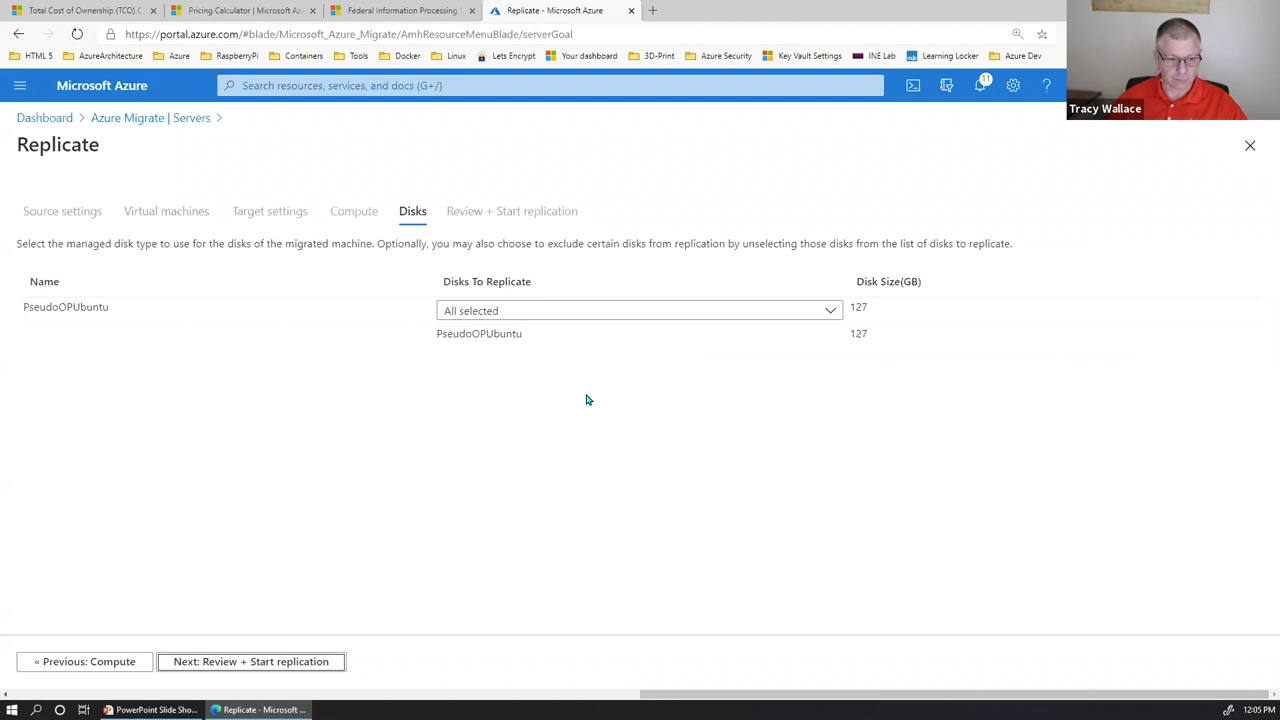 Total Cost of Ownership (TCO) C
Pricing Calculator | Microsoft Az
Federal Information Processing
Replicate - Microsoft Azure
https://portal.azure.com/#blade/Microsoft_Azure_Migrate/AmhResourceMenuBlade/serverGoal
HTML 5
AzureArchitecture
Azure
RaspberryPi
Containers
Tools
Docker
Linux
Lets Encrypt
Your dashboard
3D-Print
Azure Security
Key Vault Settings
INE Lab
Learning Locker
Azure Dev
Microsoft Azure
Search resources, services, and docs (G+/)
11
Tracy Wallace
Dashboard > Azure Migrate | Servers >
Replicate
Source settings
Virtual machines
Target settings
Compute
Disks
Review + Start replication
Select the managed disk type to use for the disks of the migrated machine. Optionally, you may also choose to exclude certain disks from replication by unselecting those disks from the list of disks to replicate.
Name
Disks To Replicate
Disk Size(GB)
PseudoOPUbuntu
All selected
127
PseudoOPUbuntu
127
« Previous: Compute
Next: Review + Start replication
PowerPoint Slide Sho...
Replicate - Microsoft ...
12:05 PM